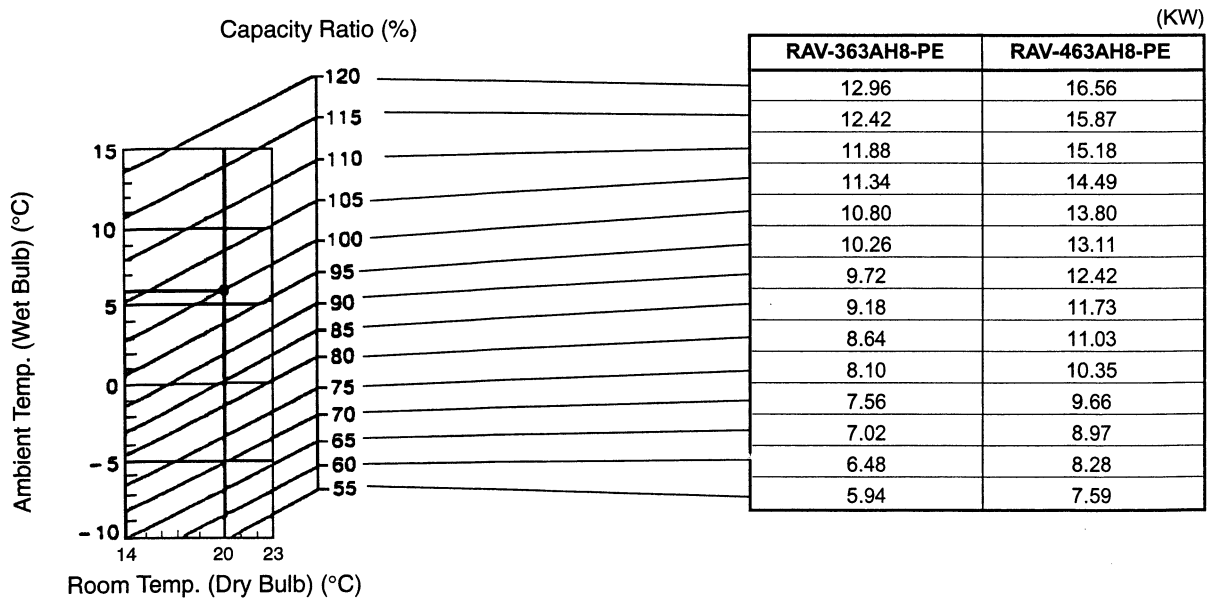 Capacity Ratio (%)
(KW)
RAV-363AH8-PE RAV-463AH8-PE
120 12.96 16.56
115 12.42 15.87
110 11.88 15.18
105 11.34 14.49
100 10.80 13.80
95 10.26 13.11
90 9.72 12.42
85 9.18 11.73
80 8.64 11.03
75 8.10 10.35
70 7.56 9.66
65 7.02 8.97
60 6.48 8.28
55 5.94 7.59
Ambient Temp. (Wet Bulb) (°C)
15
10
5
0
-5
-10
14 20 23
Room Temp. (Dry Bulb) (°C)